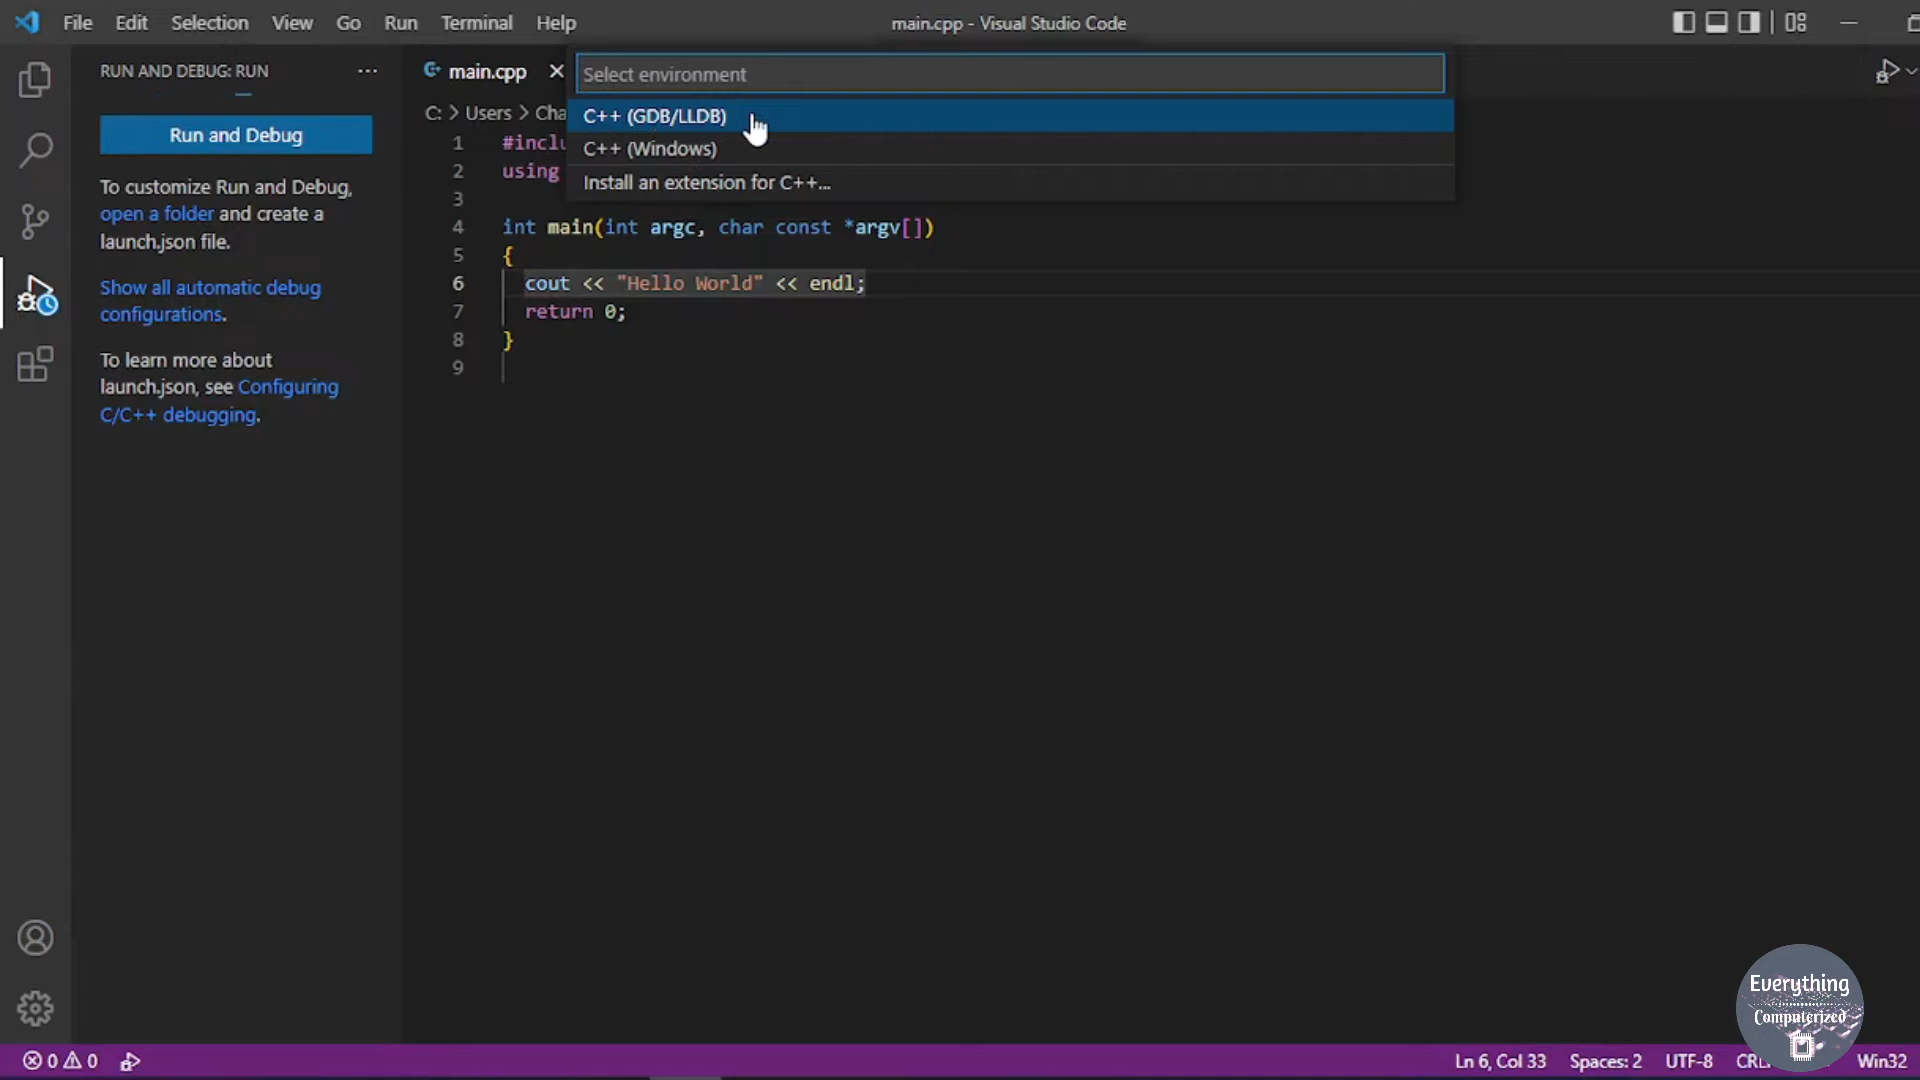 File Edit Selection View Go Run Terminal Help
main.cpp - Visual Studio Code
RUN AND DEBUG: RUN
Run and Debug
To customize Run and Debug,
open a folder and create a
launch.json file.
Show all automatic debug
configurations.
To learn more about
launch.json, see Configuring
C/C++ debugging.
main.cpp
Select environment
C++ (GDB/LLDB)
C++ (Windows)
Install an extension for C++...
C: > Users > Cha
1 #inclu
2 using
3
4 int main(int argc, char const *argv[])
5 {
6 cout << "Hello World" << endl;
7 return 0;
8 }
9
Everything
Computerized
0 0
Ln 6, Col 33 Spaces: 2 UTF-8 Win32